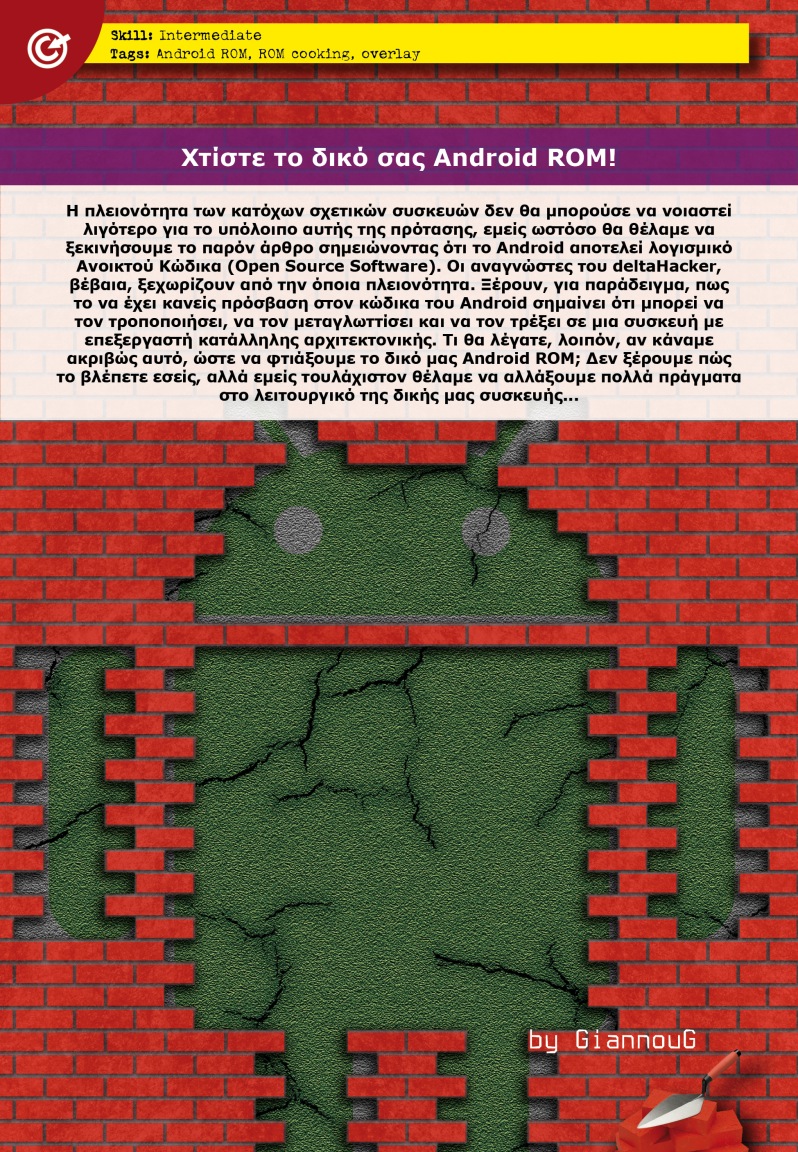 Skill: Intermediate
Tags: Android ROM, ROM cooking, overlay
Χτίστε το δικό σας Android ROM!
Η πλειονότητα των κατόχων σχετικών συσκευών δεν θα μπορούσε να νοιαστεί
λιγότερο για το υπόλοιπο αυτής της πρότασης, εμείς ωστόσο θα θέλαμε να
ξεκινήσουμε το παρόν άρθρο σημειώνοντας ότι το Android αποτελεί λογισμικό
Ανοικτού Κώδικα (Open Source Software). Οι αναγνώστες του deltaHacker,
βέβαια, ξεχωρίζουν από την όποια πλειονότητα. Ξέρουν, για παράδειγμα, πως
το να έχει κανείς πρόσβαση στον κώδικα του Android σημαίνει ότι μπορεί να
τον τροποποιήσει, να τον μεταγλωττίσει και να τον τρέξει σε μια συσκευή με
επεξεργαστή κατάλληλης αρχιτεκτονικής. Τι θα λέγατε, λοιπόν, αν κάναμε
ακριβώς αυτό, ώστε να φτιάξουμε το δικό μας Android ROM; Δεν ξέρουμε πώς
το βλέπετε εσείς, αλλά εμείς τουλάχιστον θέλαμε να αλλάξουμε πολλά πράγματα
στο λειτουργικό της δικής μας συσκευής...
by GiannouG